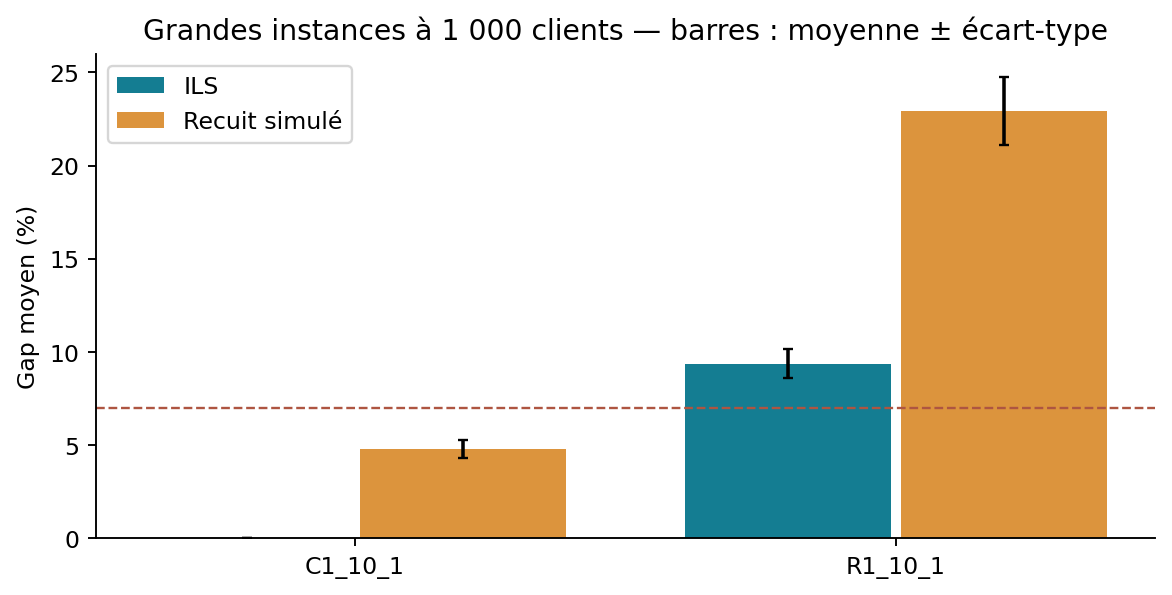 Grandes instances à 1 000 clients — barres : moyenne ± écart-type
ILS
Recuit simulé
Gap moyen (%)
25
20
15
10
5
0
C1_10_1 R1_10_1